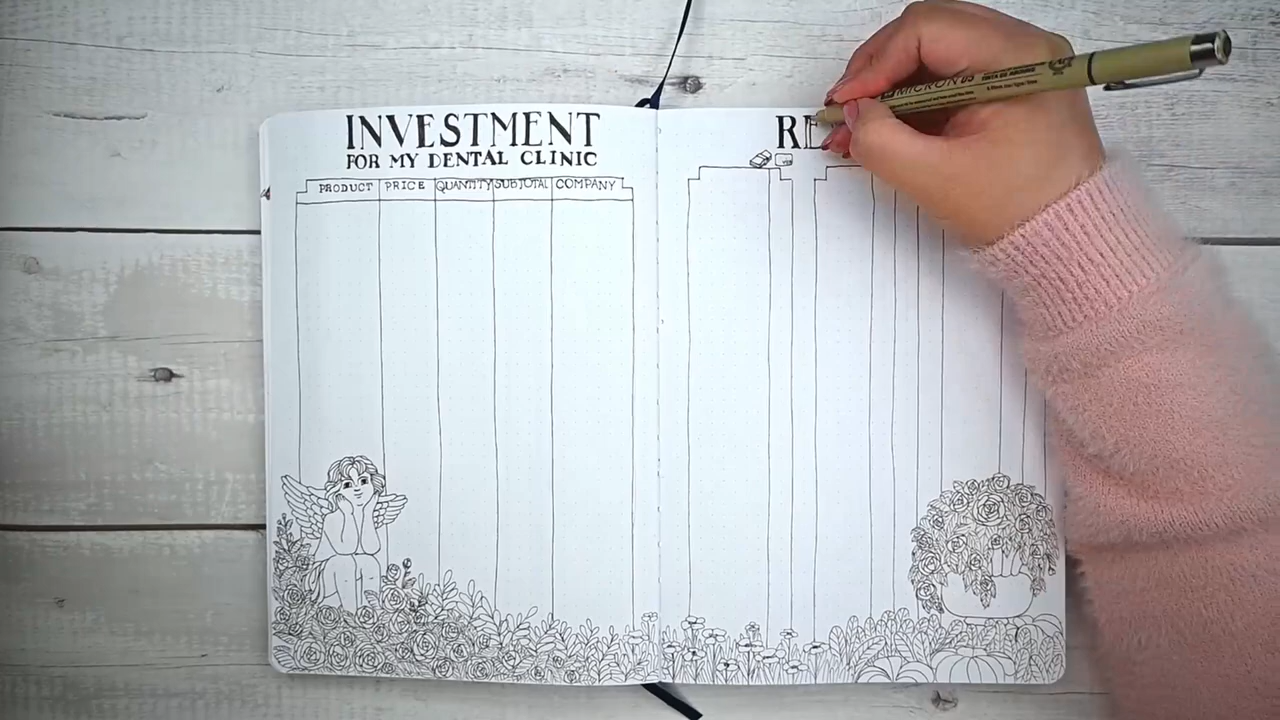 INVESTMENT
FOR MY DENTAL CLINIC
PRODUCT PRICE QUANTITY SUBTOTAL COMPANY
RE
MICRON 05